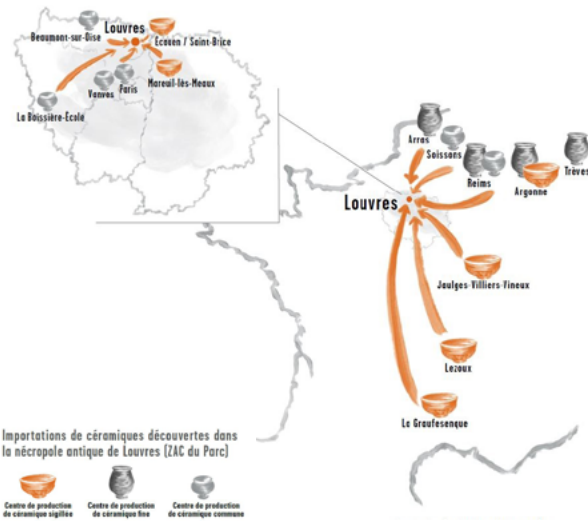 Beaumont-sur-Oise
Louvres
Ecouen / Saint-Brice
Vanves
Paris
Mareuil-lès-Meaux
La Boissière-Ecole
Arras
Soissons
Reims
Argonne
Trèves
Louvres
Jaulges-Villiers-Vineux
Lezoux
La Graufesenque
Importations de céramiques découvertes dans
la nécropole antique de Louvres (ZAC du Parc)
Centre de production
de céramique sigillée
Centre de production
de céramique fine
Centre de production
de céramique commune